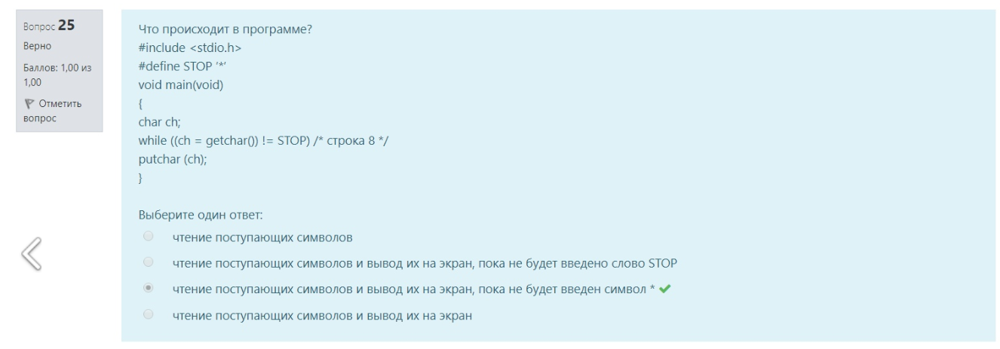 Вопрос 25
Верно
Баллов: 1,00 из
1,00
Отметить
вопрос
Что происходит в программе?
#include <stdio.h>
#define STOP '*'
void main(void)
{
char ch;
while ((ch = getchar()) != STOP) /* строка 8 */
putchar (ch);
}
Выберите один ответ:
чтение поступающих символов
чтение поступающих символов и вывод их на экран, пока не будет введено слово STOP
чтение поступающих символов и вывод их на экран, пока не будет введен символ *
чтение поступающих символов и вывод их на экран